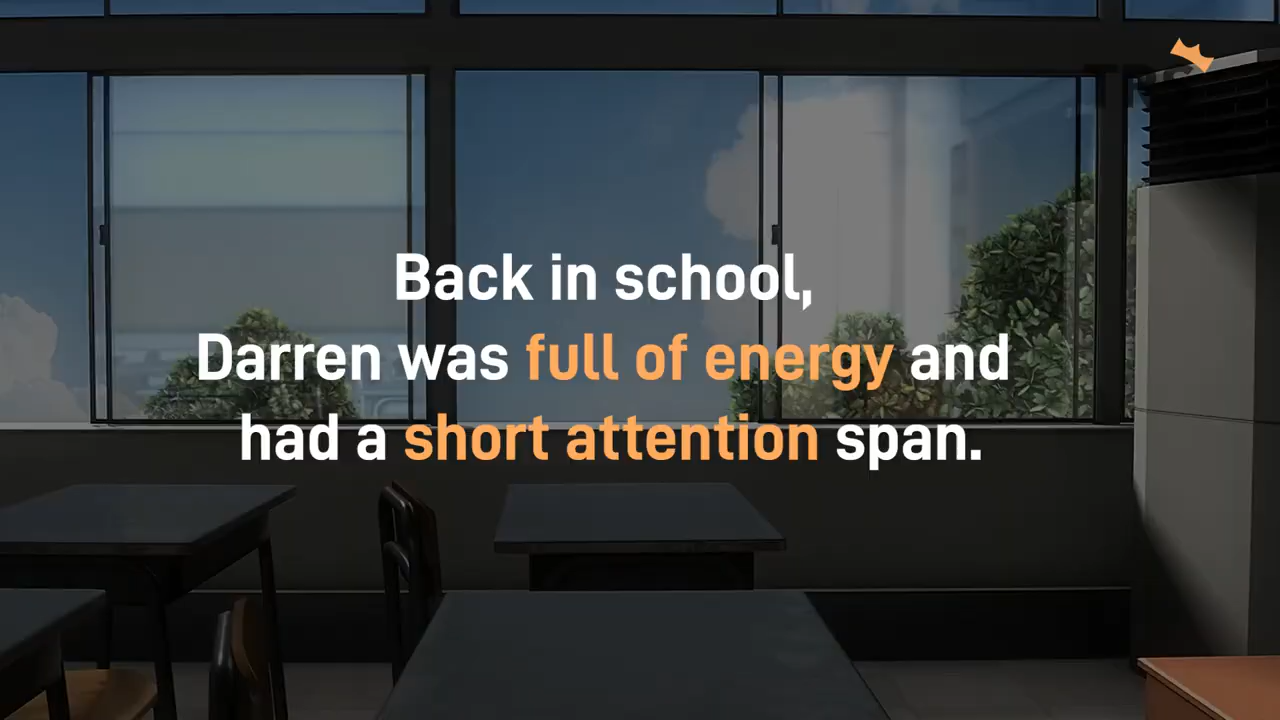 Back in school,
Darren was full of energy and
had a short attention span.